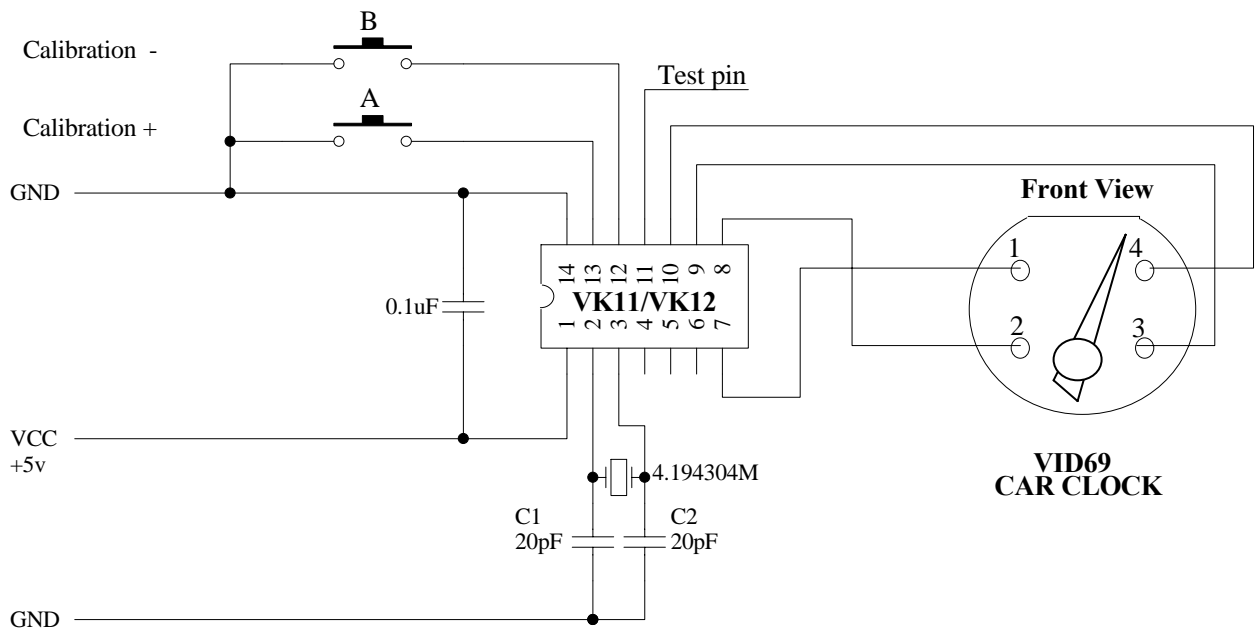 B
Calibration -
A
Calibration +
Test pin
GND
Front View
14 13 12 11 10 9 8
VK11/VK12
1 2 3 4 5 6 7
1 4
2 3
0.1uF
VCC
+5v
4.194304M
VID69
CAR CLOCK
C1
20pF
C2
20pF
GND